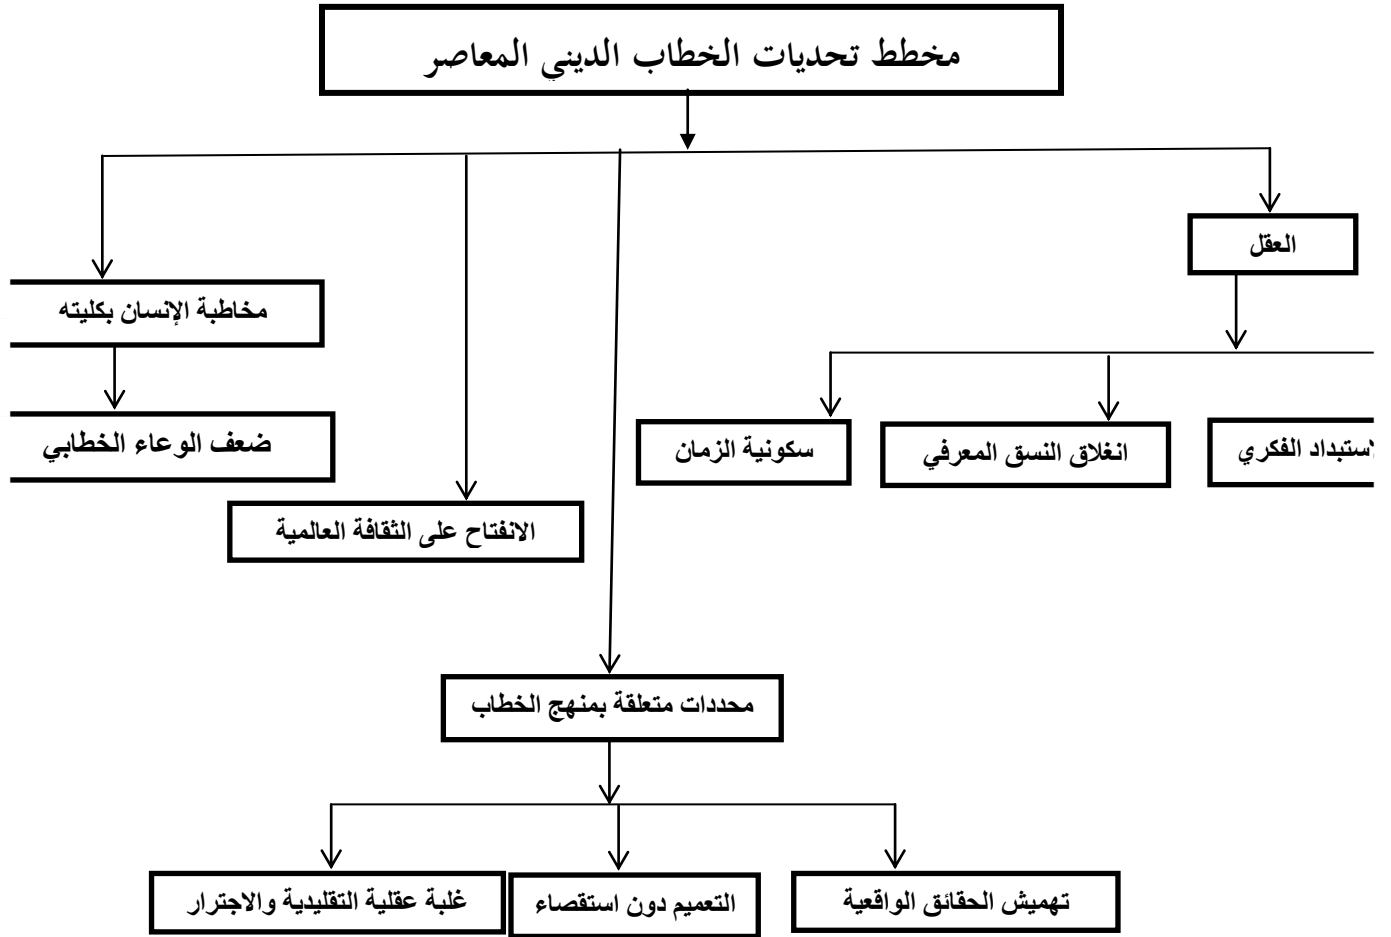 مخطط تحديات الخطاب الديني المعاصر
العقل
مخاطبة الإنسان بكليته
ضعف الوعاء الخطابي
ستبداد الفكري
انغلاق النسق المعرفي
سكونية الزمان
الانفتاح على الثقافة العالمية
محددات متعلقة بمنهج الخطاب
تهميش الحقائق الواقعية
التعميم دون استقصاء
غلبة عقلية التقليدية والاجترار